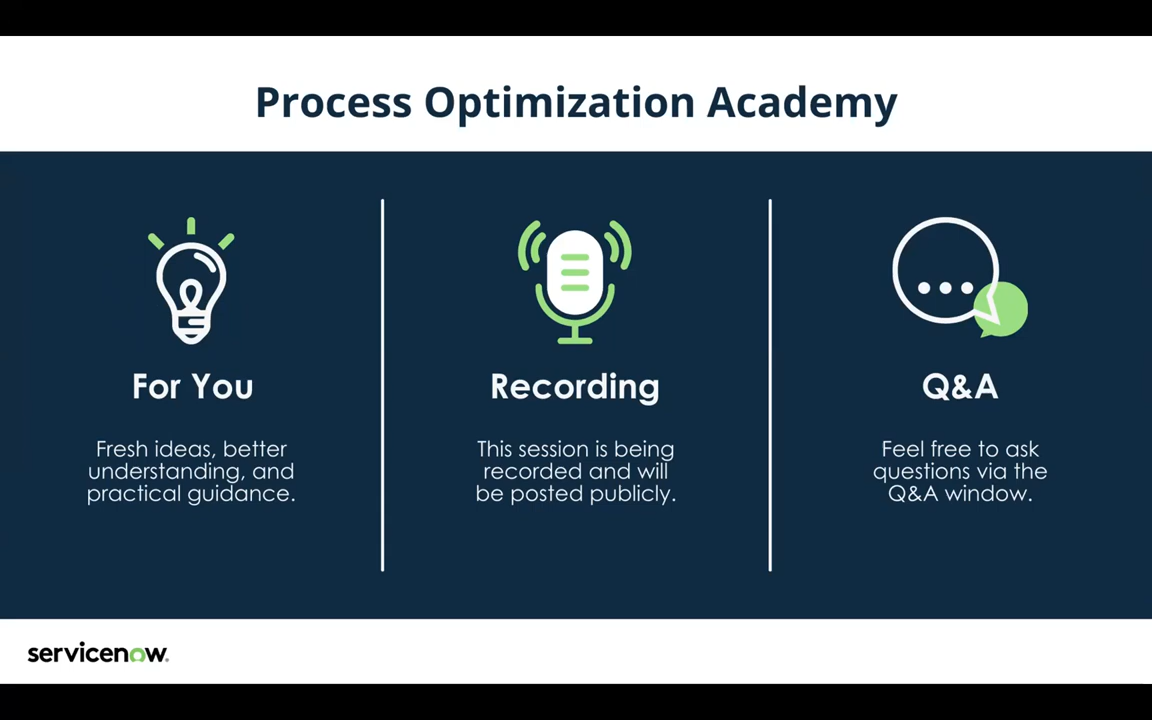 Process Optimization Academy
For You
Fresh ideas, better
understanding, and
practical guidance.
Recording
This session is being
recorded and will
be posted publicly.
Q&A
Feel free to ask
questions via the
Q&A window.
servicenow.